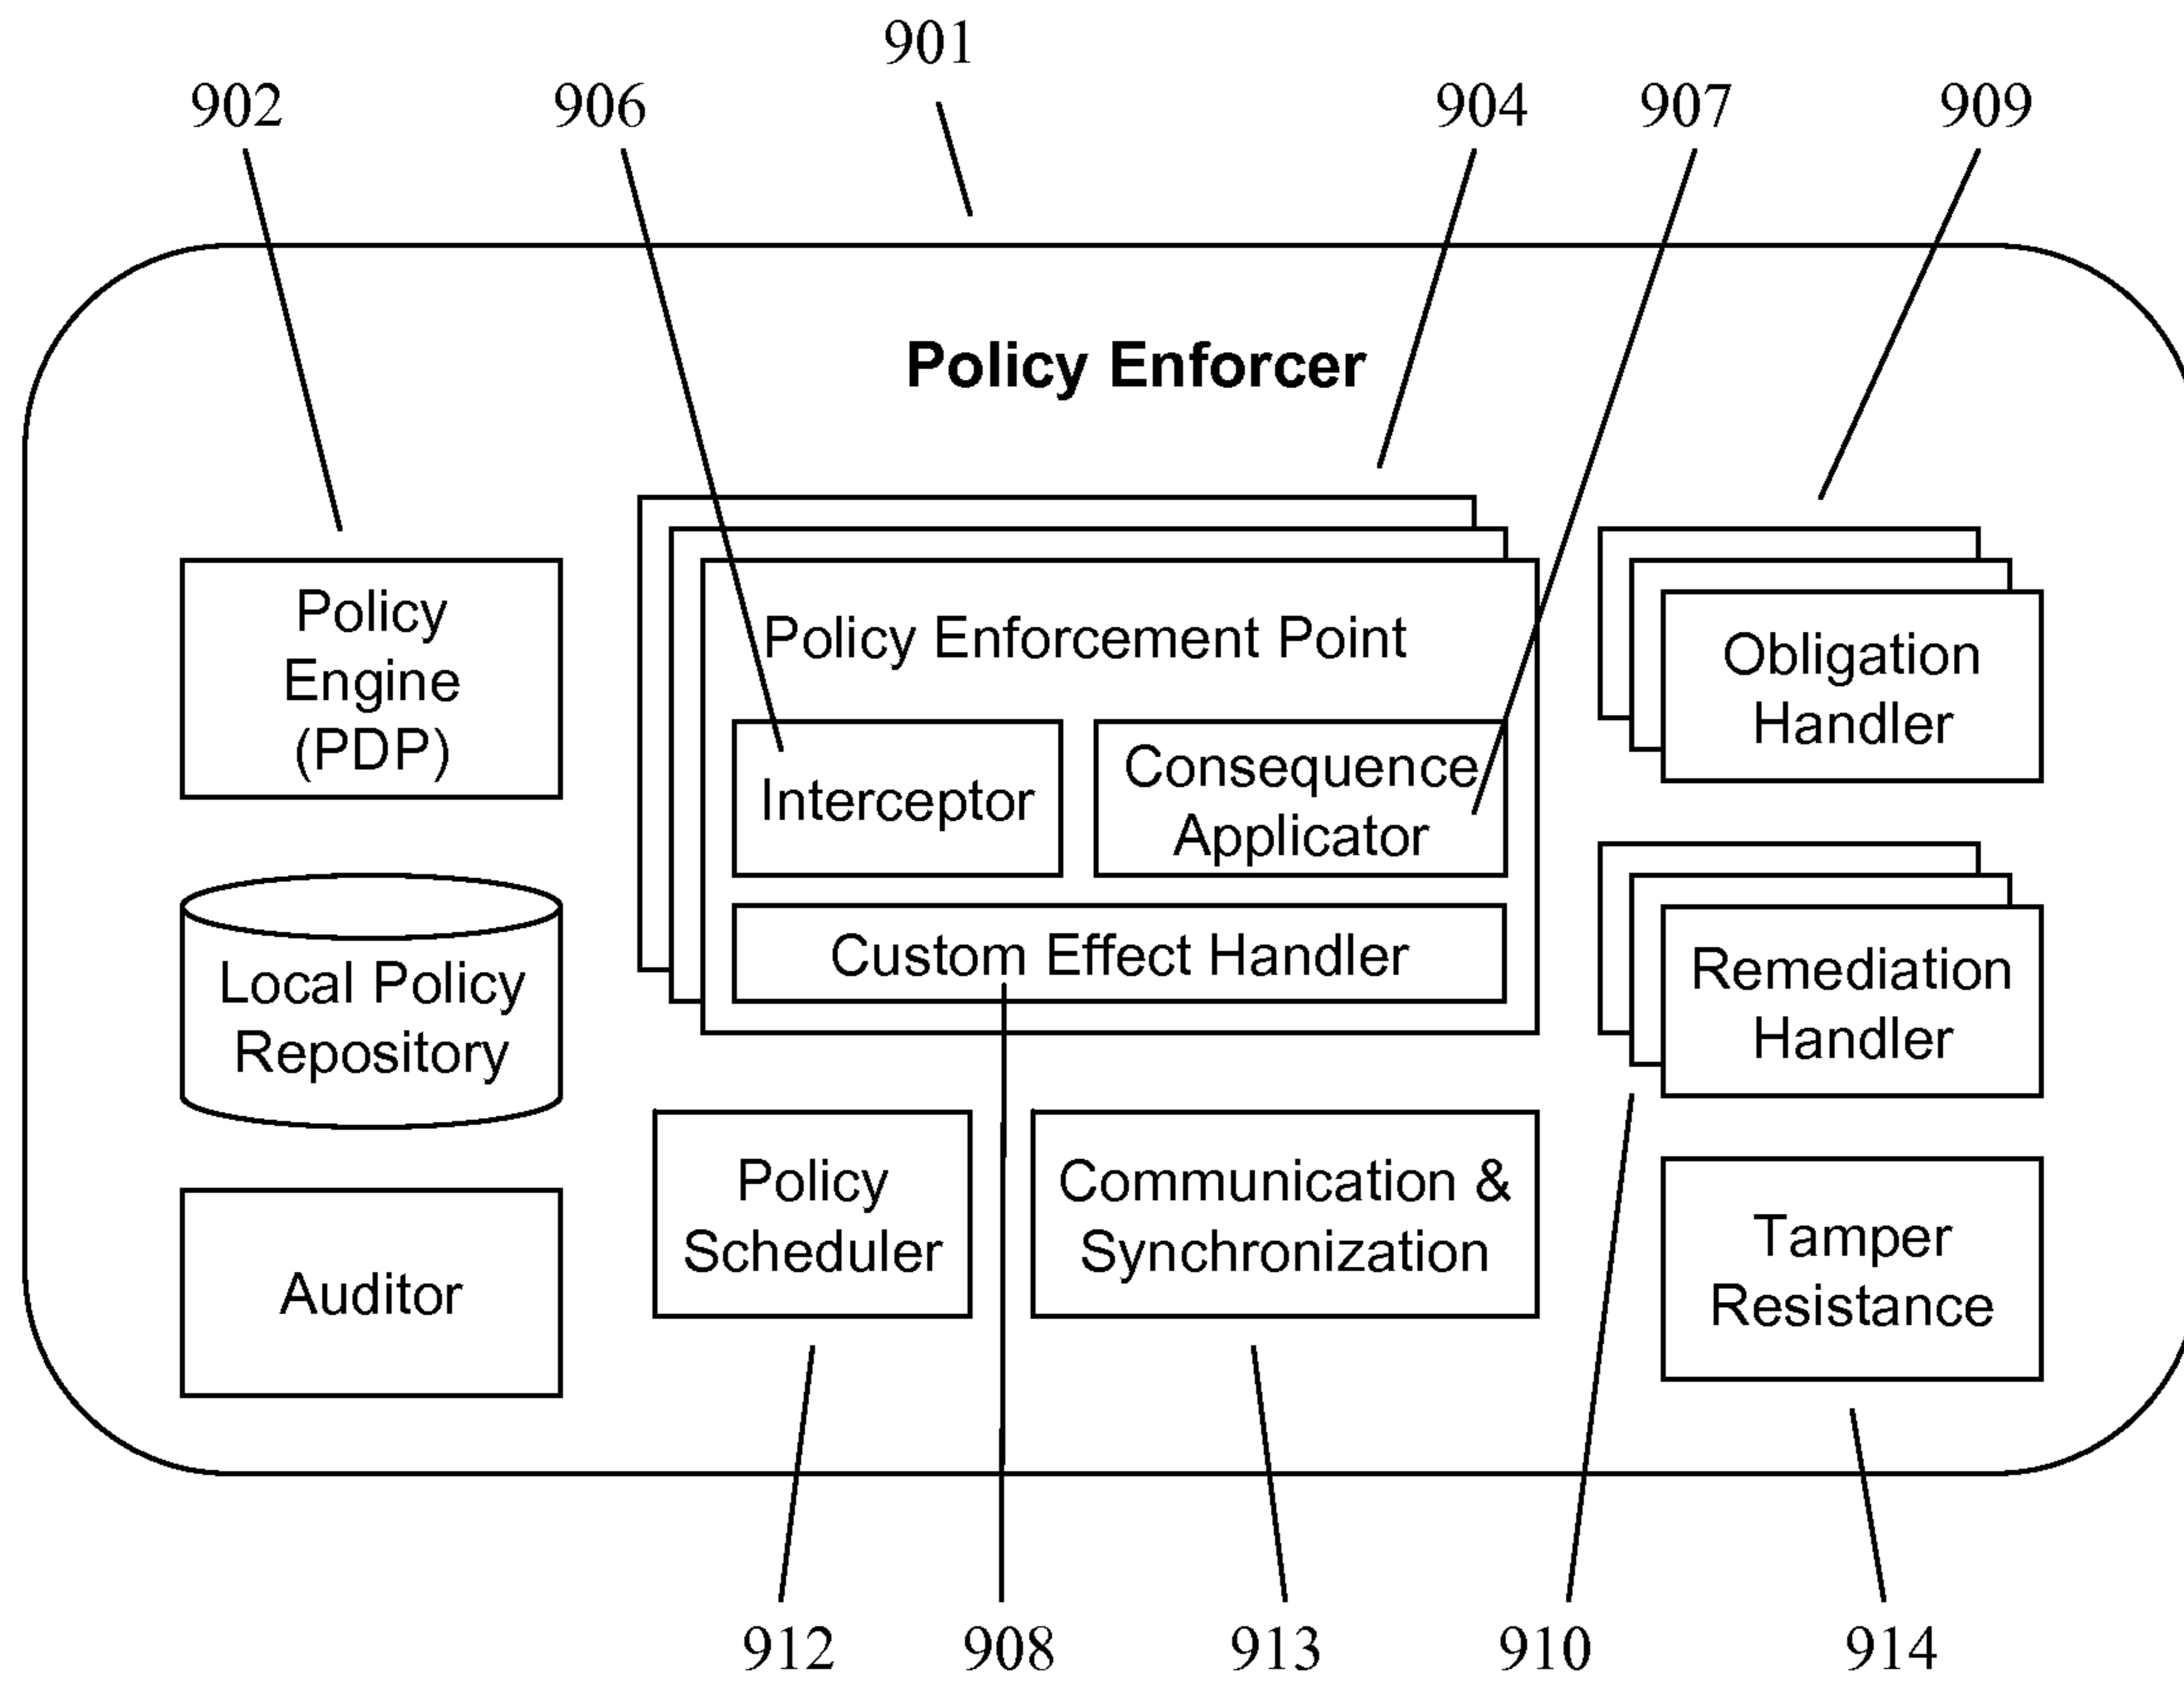 901
902
906
904
907
909
Policy Enforcer
Policy
Engine
(PDP)
Policy Enforcement Point
Interceptor
Consequence
Applicator
Custom Effect Handler
Obligation
Handler
Local Policy
Repository
Remediation
Handler
Auditor
Policy
Scheduler
Communication &
Synchronization
Tamper
Resistance
912
908
913
910
914